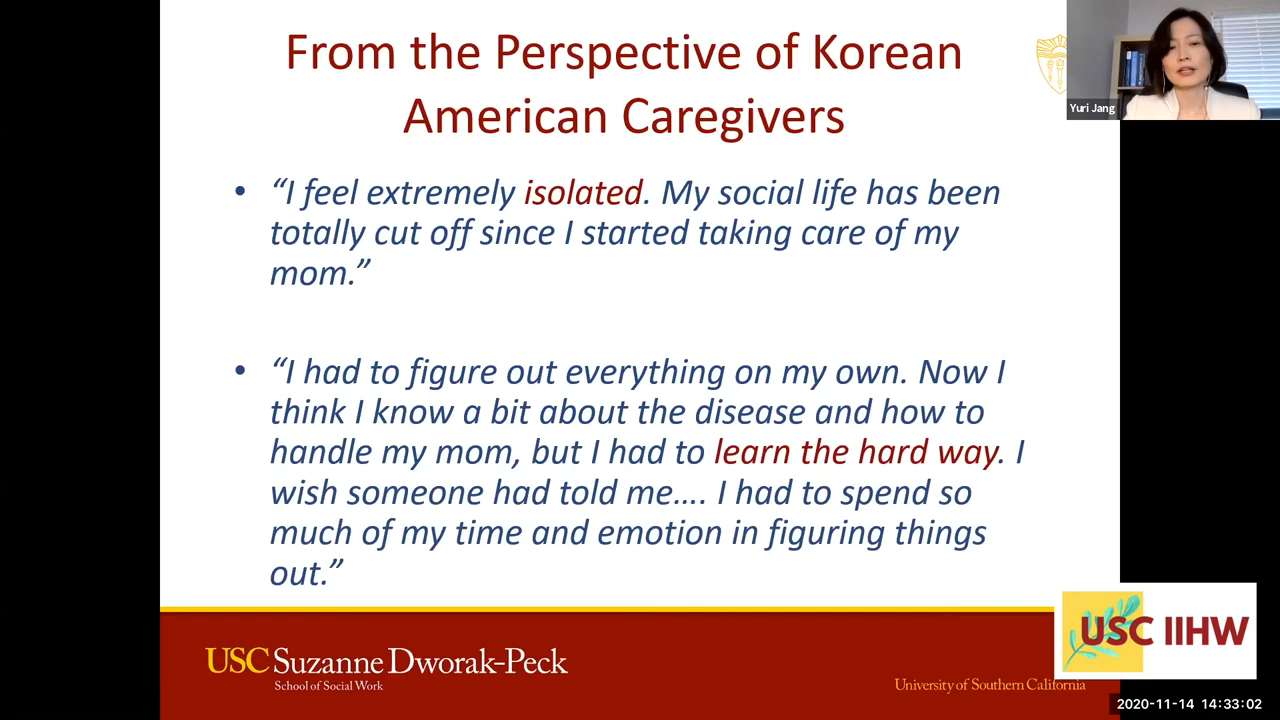 From the Perspective of Korean
American Caregivers
Yuri Jang
• “I feel extremely isolated. My social life has been
totally cut off since I started taking care of my
mom.”
• “I had to figure out everything on my own. Now I
think I know a bit about the disease and how to
handle my mom, but I had to learn the hard way. I
wish someone had told me…. I had to spend so
much of my time and emotion in figuring things
out.”
USC Suzanne Dworak-Peck
School of Social Work
University of Southern California
USC IIHW
2020-11-14 14:33:02